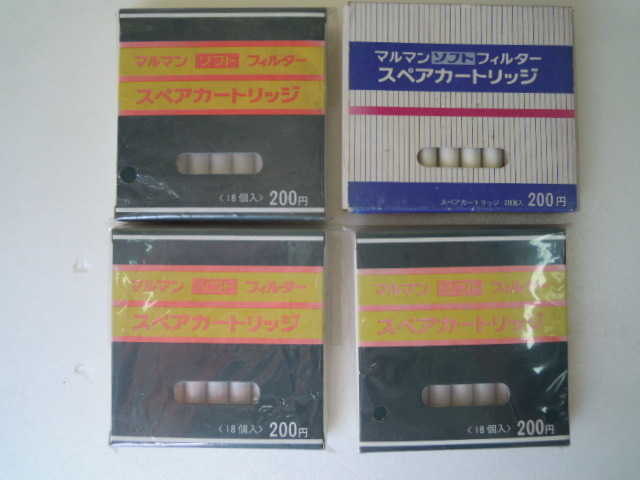 マルマン ソフト フィルター
スペアカートリッジ
〈18個入〉200円
マルマン ソフト フィルター
スペアカートリッジ
スペアカートリッジ 20個入 200円
マルマン ソフト フィルター
スペアカートリッジ
〈18個入〉200円
マルマン ソフト フィルター
スペアカートリッジ
〈18個入〉200円